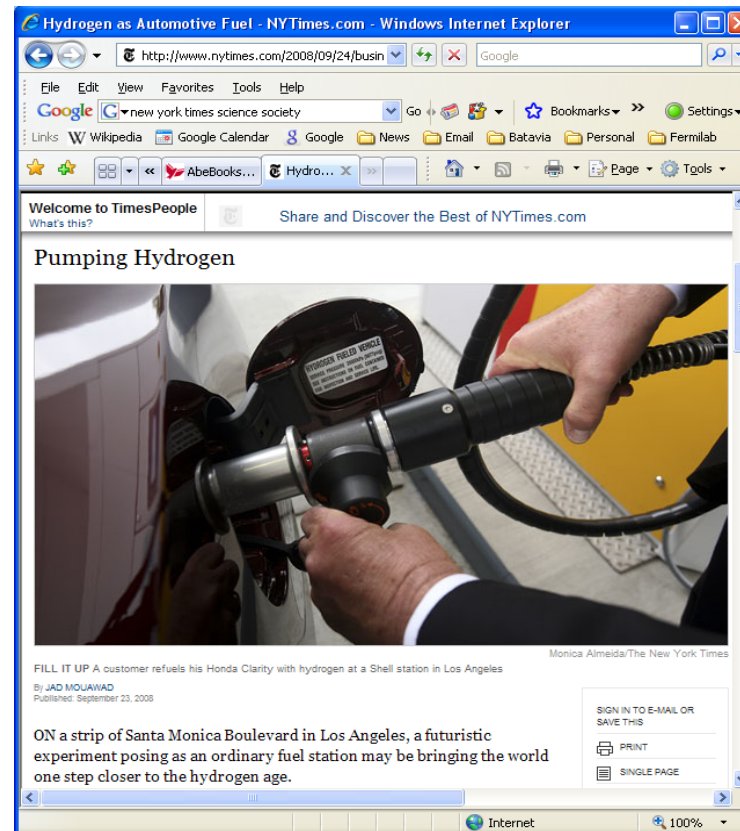 Hydrogen as Automotive Fuel - NYTimes.com - Windows Internet Explorer
http://www.nytimes.com/2008/09/24/busin
Google
File Edit View Favorites Tools Help
Google G new york times science society Go Bookmarks >> Settings
Links W Wikipedia Google Calendar Google News Email Batavia Personal Fermilab
« AbeBooks... Hydro... X » Page Tools
Welcome to TimesPeople
What's this?
Share and Discover the Best of NYTimes.com
Pumping Hydrogen
HYDROGEN FUELED VEHICLE
Monica Almeida/The New York Times
FILL IT UP A customer refuels his Honda Clarity with hydrogen at a Shell station in Los Angeles
By JAD MOUAWAD
Published: September 23, 2008
ON a strip of Santa Monica Boulevard in Los Angeles, a futuristic
experiment posing as an ordinary fuel station may be bringing the world
one step closer to the hydrogen age.
SIGN IN TO E-MAIL OR
SAVE THIS
PRINT
SINGLE PAGE
Internet 100%